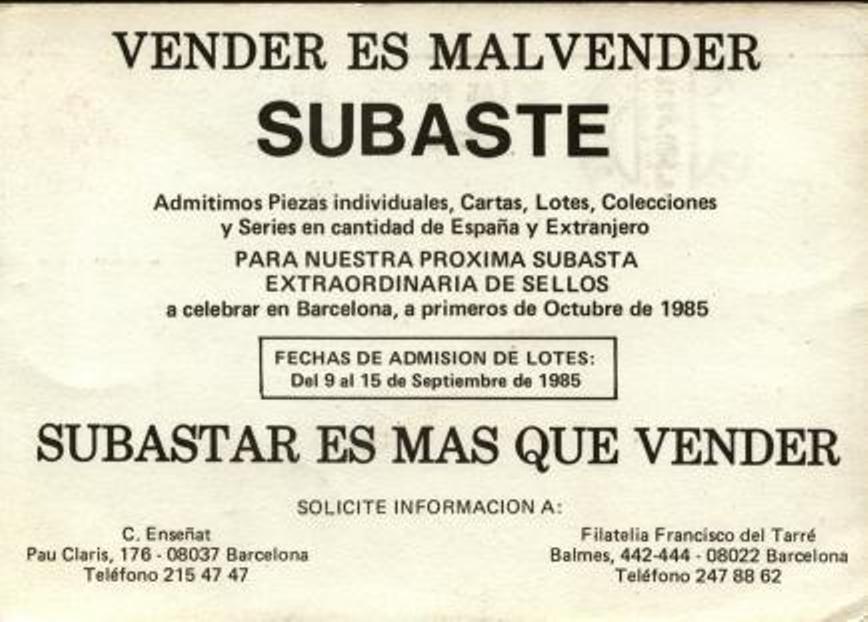 VENDER ES MALVENDER
SUBASTE
Admitimos Piezas individuales, Cartas, Lotes, Colecciones
y Series en cantidad de España y Extranjero
PARA NUESTRA PROXIMA SUBASTA
EXTRAORDINARIA DE SELLOS
a celebrar en Barcelona, a primeros de Octubre de 1985
FECHAS DE ADMISION DE LOTES:
Del 9 al 15 de Septiembre de 1985
SUBASTAR ES MAS QUE VENDER
SOLICITE INFORMACION A:
C. Enseñat
Pau Claris, 176 - 08037 Barcelona
Teléfono 215 47 47
Filatelia Francisco del Tarré
Balmes, 442-444 - 08022 Barcelona
Teléfono 247 88 62